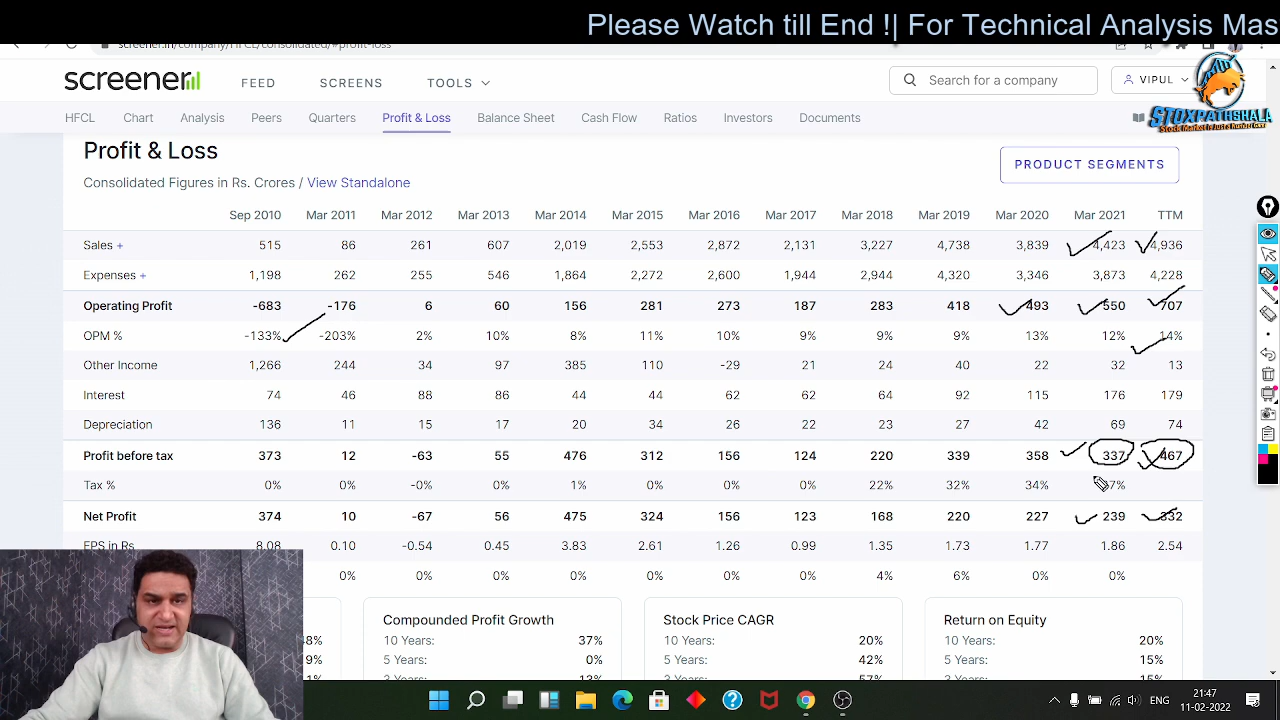 Please Watch till End !| For Technical Analysis Mas
screener.in/company/HFCL/consolidated/#profit-loss
screener FEED SCREENS TOOLS Search for a company VIPUL
STOXPATHSHALA
HFCL Chart Analysis Peers Quarters Profit & Loss Balance Sheet Cash Flow Ratios Investors Documents
Profit & Loss
PRODUCT SEGMENTS
Consolidated Figures in Rs. Crores / View Standalone
Sep 2010 Mar 2011 Mar 2012 Mar 2013 Mar 2014 Mar 2015 Mar 2016 Mar 2017 Mar 2018 Mar 2019 Mar 2020 Mar 2021 TTM
Sales + 515 86 261 607 2,019 2,553 2,872 2,131 3,227 4,738 3,839 4,423 4,936
Expenses + 1,198 262 255 546 1,864 2,272 2,600 1,944 2,944 4,320 3,346 3,873 4,228
Operating Profit -683 -176 6 60 156 281 273 187 283 418 493 550 707
OPM % -133% -203% 2% 10% 8% 11% 10% 9% 9% 9% 13% 12% 14%
Other Income 1,266 244 34 97 385 110 -29 21 24 40 22 32 13
Interest 74 46 88 86 44 44 62 62 64 92 115 176 179
Depreciation 136 11 15 17 20 34 26 22 23 27 42 69 74
Profit before tax 373 12 -63 55 476 312 156 124 220 339 358 337 467
Tax % 0% 0% -0% 0% 1% 0% 0% 0% 22% 32% 34%
Net Profit 374 10 -67 56 475 324 156 123 168 220 227 239 332
EPS in Rs 8.08 0.10 -0.54 0.45 3.83 2.61 1.26 0.99 1.35 1.73 1.77 1.86 2.54
0% 0% 0% 0% 0% 0% 0% 4% 6% 0% 0%
Compounded Profit Growth Stock Price CAGR Return on Equity
8% 10 Years: 37% 10 Years: 20% 10 Years: 20%
9% 5 Years: 0% 5 Years: 42% 5 Years: 15%
ENG 21:47
11-02-2022